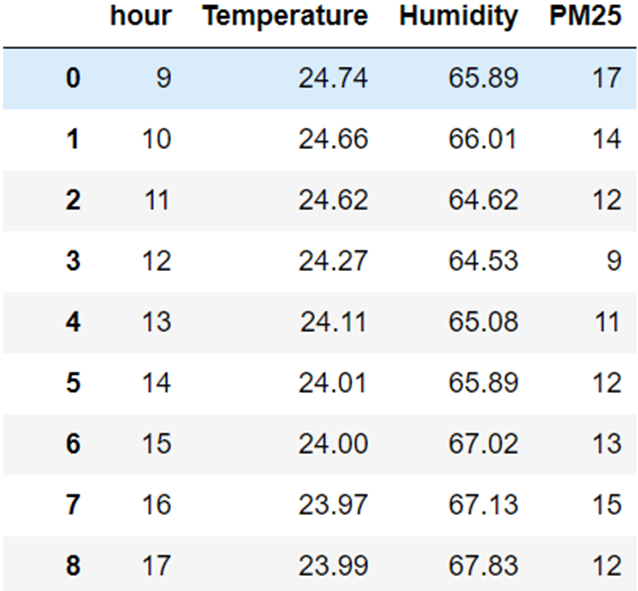 hour Temperature Humidity PM25
0 9 24.74 65.89 17
1 10 24.66 66.01 14
2 11 24.62 64.62 12
3 12 24.27 64.53 9
4 13 24.11 65.08 11
5 14 24.01 65.89 12
6 15 24.00 67.02 13
7 16 23.97 67.13 15
8 17 23.99 67.83 12